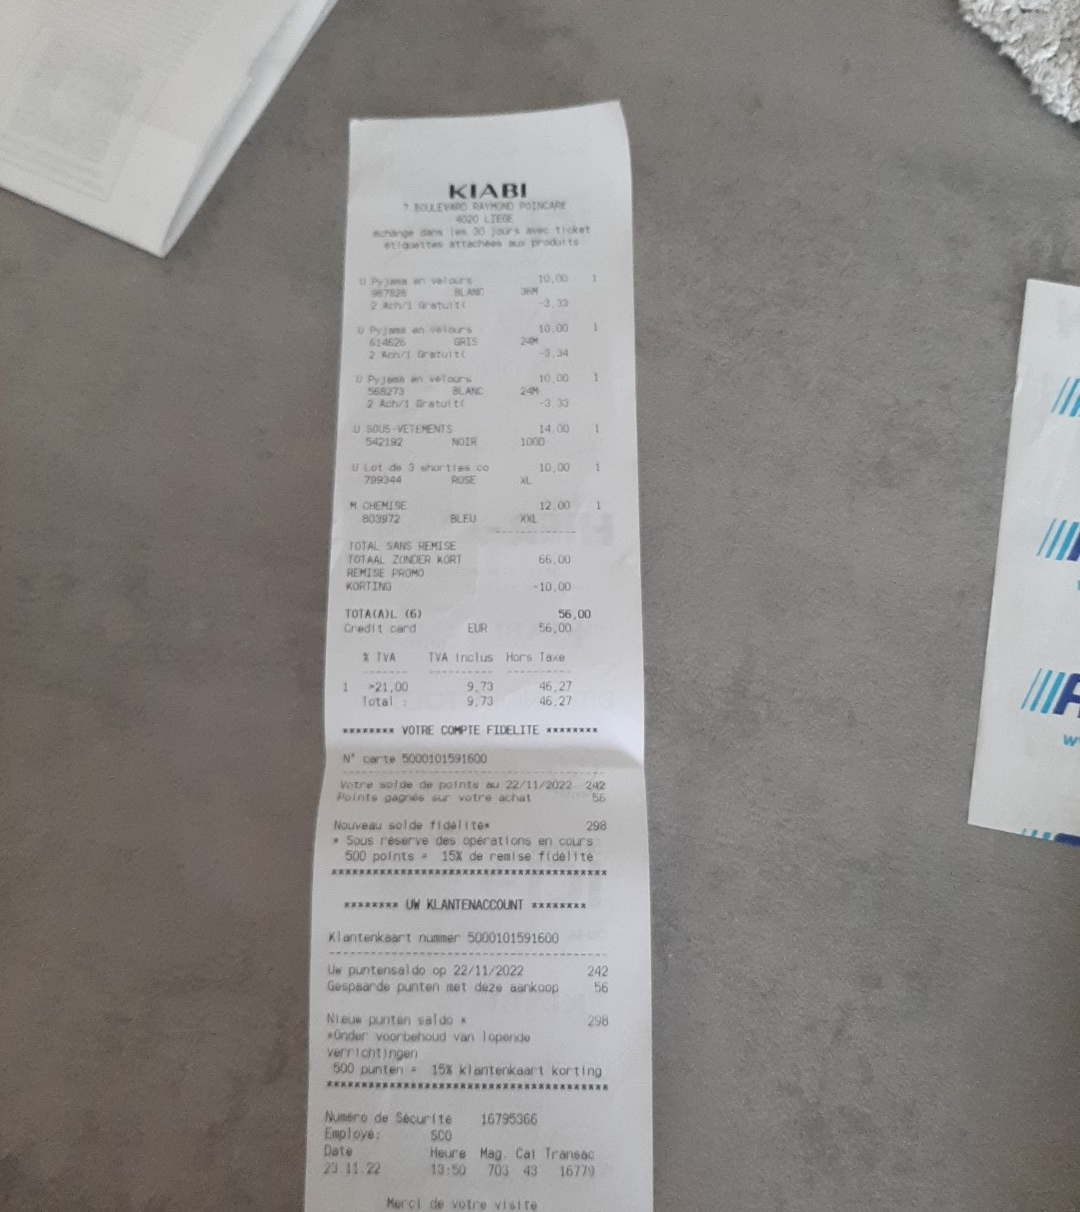 KIABI
7 BOULEVARD RAYMOND POINCARE
4020 LIEGE
échange dans les 30 jours avec ticket
étiquettes attachées aux produits
U Pyjama en velours 10,00 1
967828 BLANC 36M
2 Ach/1 Gratuit( -3,33
U Pyjama en velours 10,00 1
614626 GRIS 24M
2 Ach/1 Gratuit( -3,34
U Pyjama en velours 10,00 1
568273 BLANC 24M
2 Ach/1 Gratuit( -3,33
U SOUS-VETEMENTS 14,00 1
542192 NOIR 100D
U Lot de 3 shorties co 10,00 1
799344 ROSE XL
M CHEMISE 12,00 1
803972 BLEU XXL
TOTAL SANS REMISE
TOTAAL ZONDER KORT 66,00
REMISE PROMO
KORTING -10,00
TOTA(A)L (6) 56,00
Credit card EUR 56,00
% TVA TVA Inclus Hors Taxe
1 >21,00 9,73 46,27
Total : 9,73 46,27
******** VOTRE COMPTE FIDELITE ********
N° carte 5000101591600
Votre solde de points au 22/11/2022 242
Points gagnés sur votre achat 56
Nouveau solde fidélité* 298
* Sous réserve des opérations en cours
500 points = 15% de remise fidélité
******** UW KLANTENACCOUNT ********
Klantenkaart nummer 5000101591600
Uw puntensaldo op 22/11/2022 242
Gespaarde punten met deze aankoop 56
Nieuw punten saldo * 298
*Onder voorbehoud van lopende
verrichtingen
500 punten = 15% klantenkaart korting
Numéro de Sécurité 16795366
Employé: SCO
Date Heure Mag. Cai Transac
23.11.22 13:50 703 43 16779
Merci de votre visite